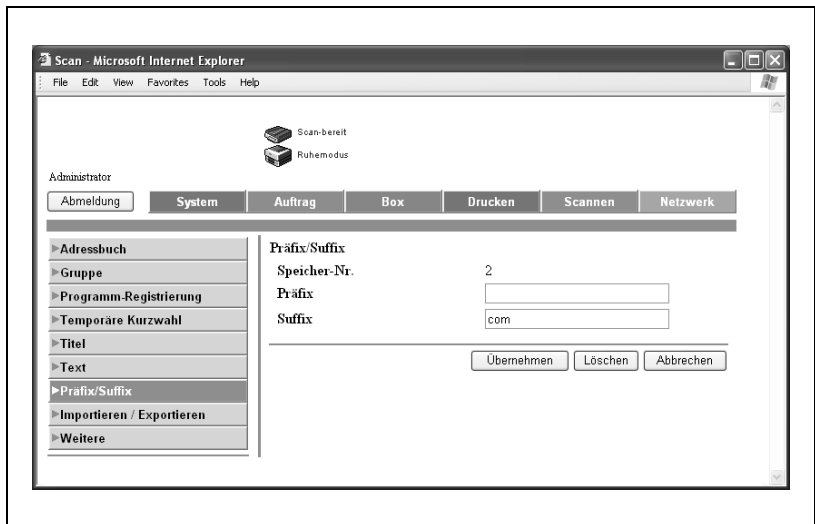 Scan - Microsoft Internet Explorer
File Edit View Favorites Tools Help
Scan-bereit
Ruhemodus
Administrator
Abmeldung System Auftrag Box Drucken Scannen Netzwerk
Adressbuch
Gruppe
Programm-Registrierung
Temporäre Kurzwahl
Titel
Text
Präfix/Suffix
Importieren / Exportieren
Weitere
Präfix/Suffix
Speicher-Nr. 2
Präfix
Suffix com
Übernehmen Löschen Abbrechen